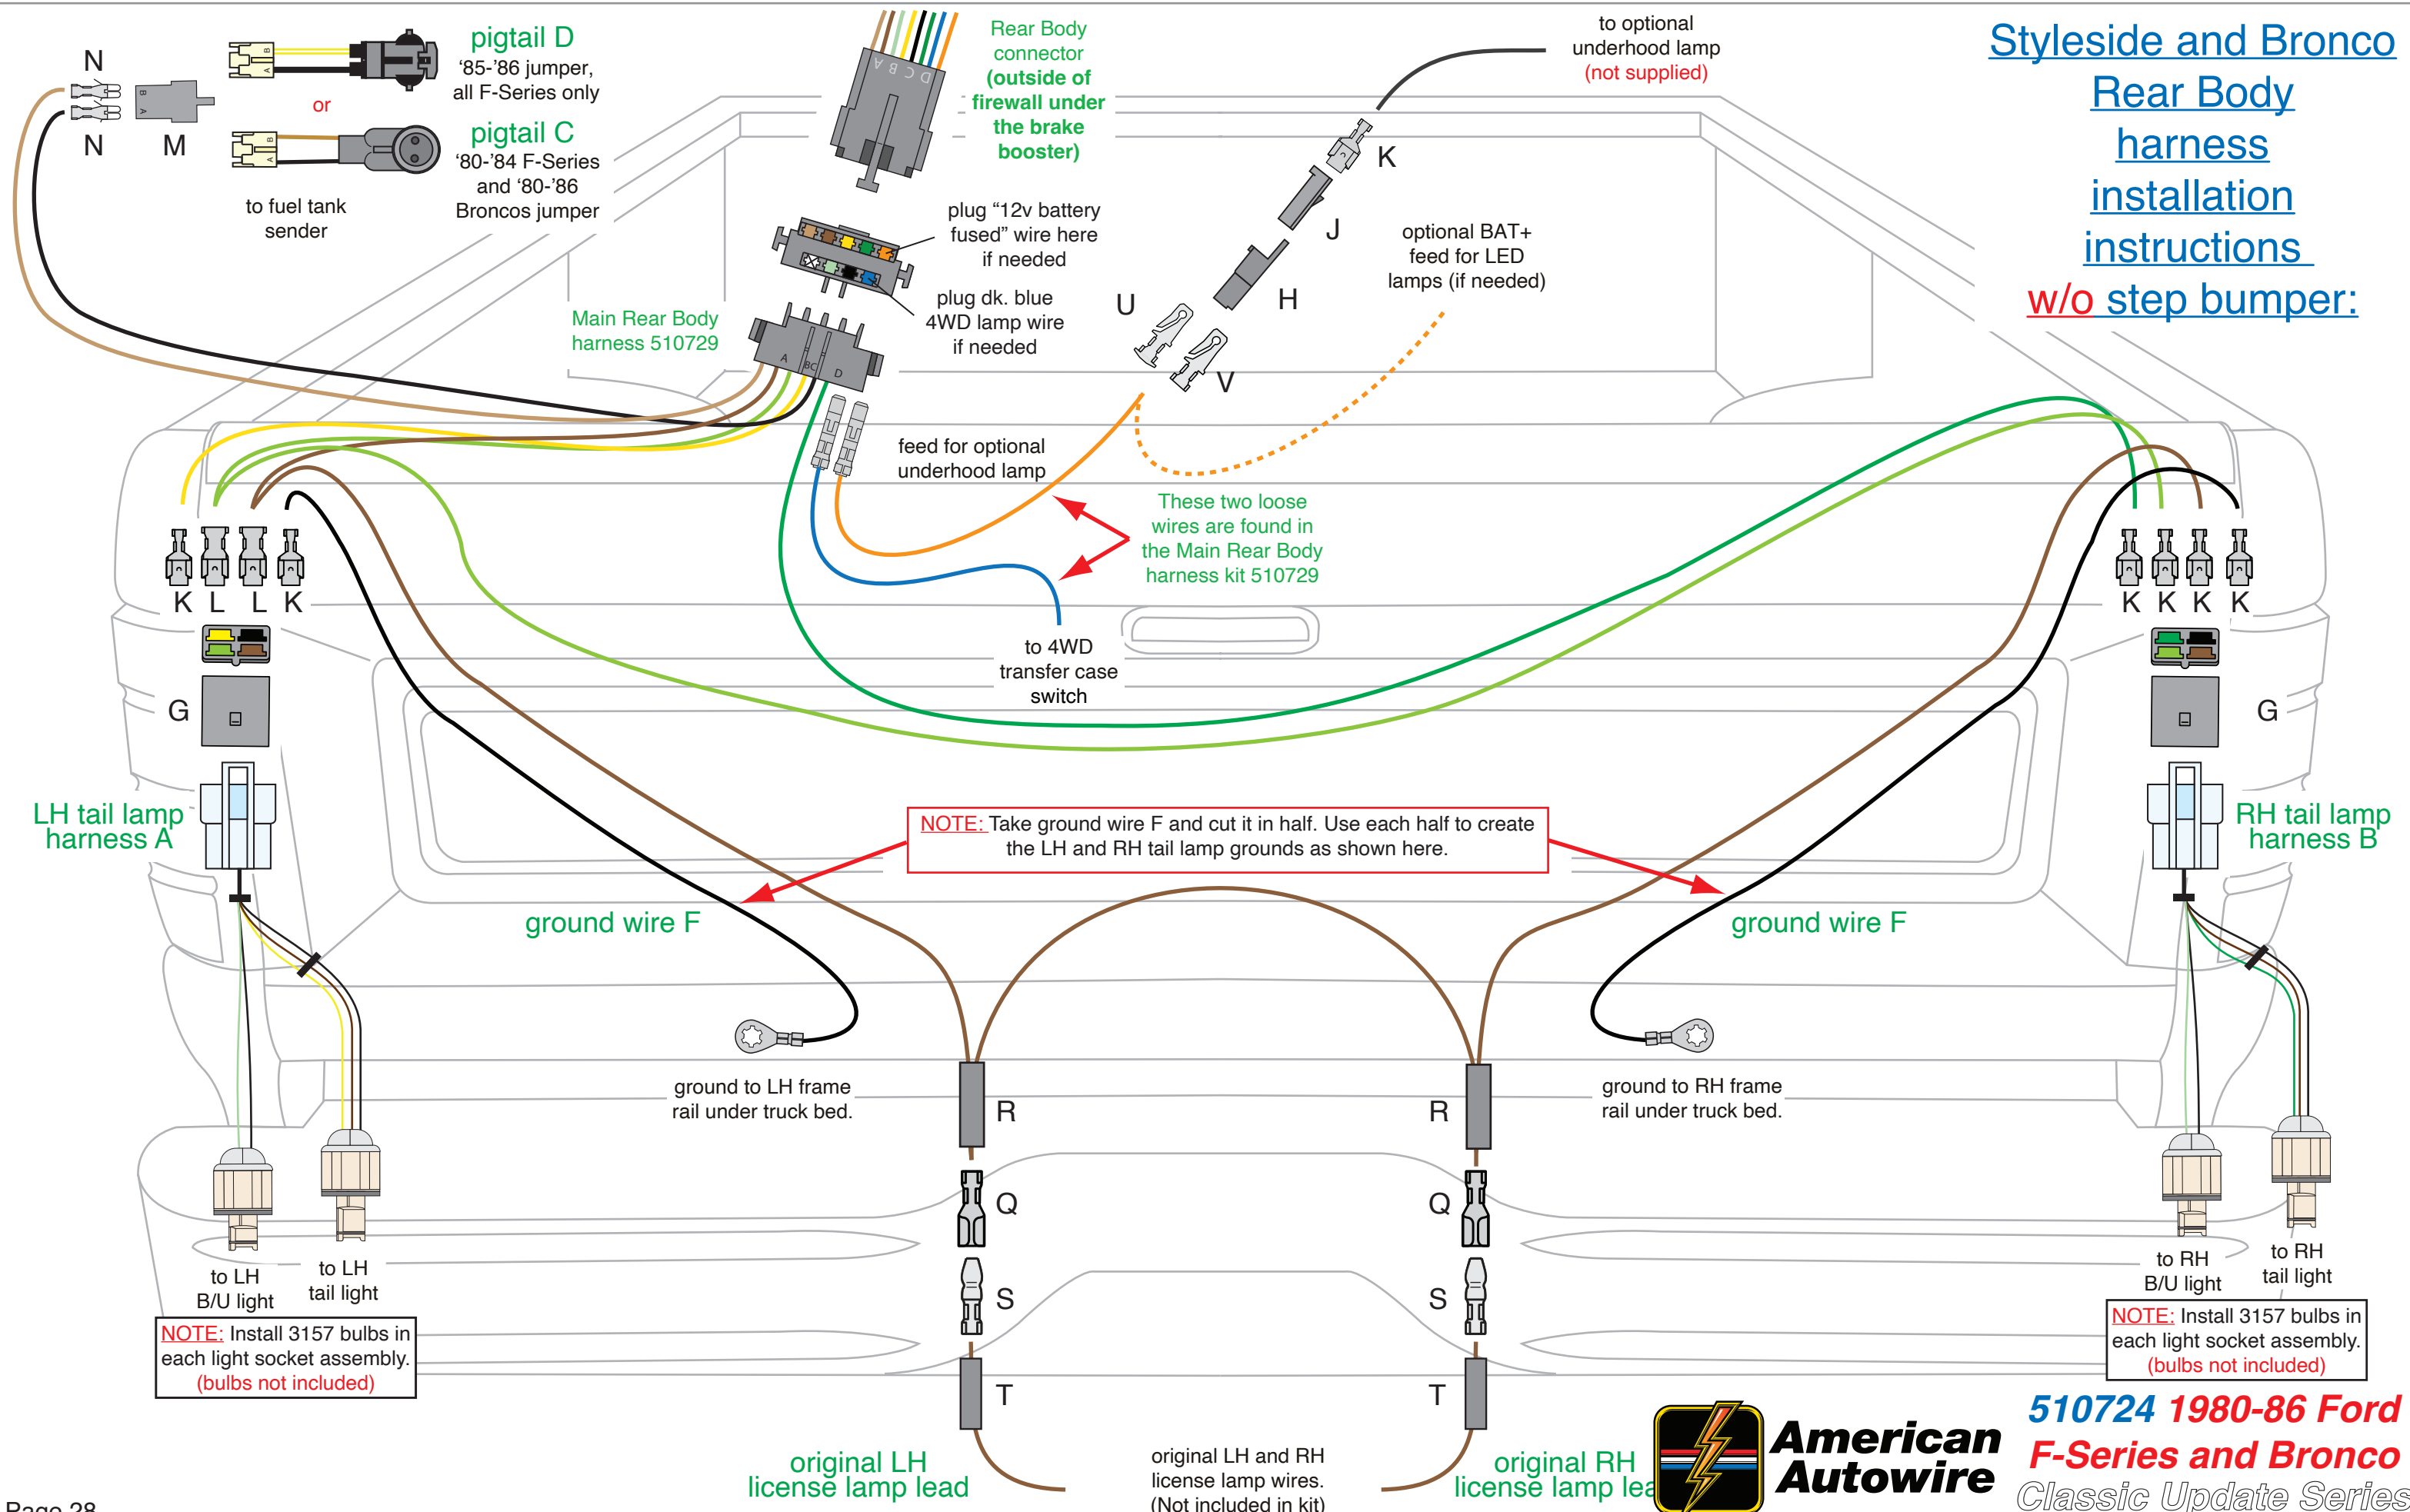 N
N
M
B
A
B
A
B
A
pigtail D
‘85-’86 jumper,
all F-Series only
or
pigtail C
‘80-’84 F-Series
and ‘80-’86
Broncos jumper
to fuel tank
sender
A B C D
Rear Body
connector
(outside of
firewall under
the brake
booster)
to optional
underhood lamp
(not supplied)
Styleside and Bronco
Rear Body
harness
installation
instructions
w/o step bumper:
K
J
H
U
V
plug “12v battery
fused” wire here
if needed
plug dk. blue
4WD lamp wire
if needed
optional BAT+
feed for LED
lamps (if needed)
Main Rear Body
harness 510729
A
BC
D
feed for optional
underhood lamp
These two loose
wires are found in
the Main Rear Body
harness kit 510729
to 4WD
transfer case
switch
K L L K
K K K K
G
G
LH tail lamp
harness A
RH tail lamp
harness B
NOTE: Take ground wire F and cut it in half. Use each half to create
the LH and RH tail lamp grounds as shown here.
ground wire F
ground wire F
ground to LH frame
rail under truck bed.
ground to RH frame
rail under truck bed.
R
R
Q
Q
S
S
T
T
to LH
B/U light
to LH
tail light
to RH
B/U light
to RH
tail light
NOTE: Install 3157 bulbs in
each light socket assembly.
(bulbs not included)
NOTE: Install 3157 bulbs in
each light socket assembly.
(bulbs not included)
original LH
license lamp lead
original LH and RH
license lamp wires.
(Not included in kit)
original RH
license lamp lea
American
Autowire
510724 1980-86 Ford
F-Series and Bronco
Classic Update Series
Page 28